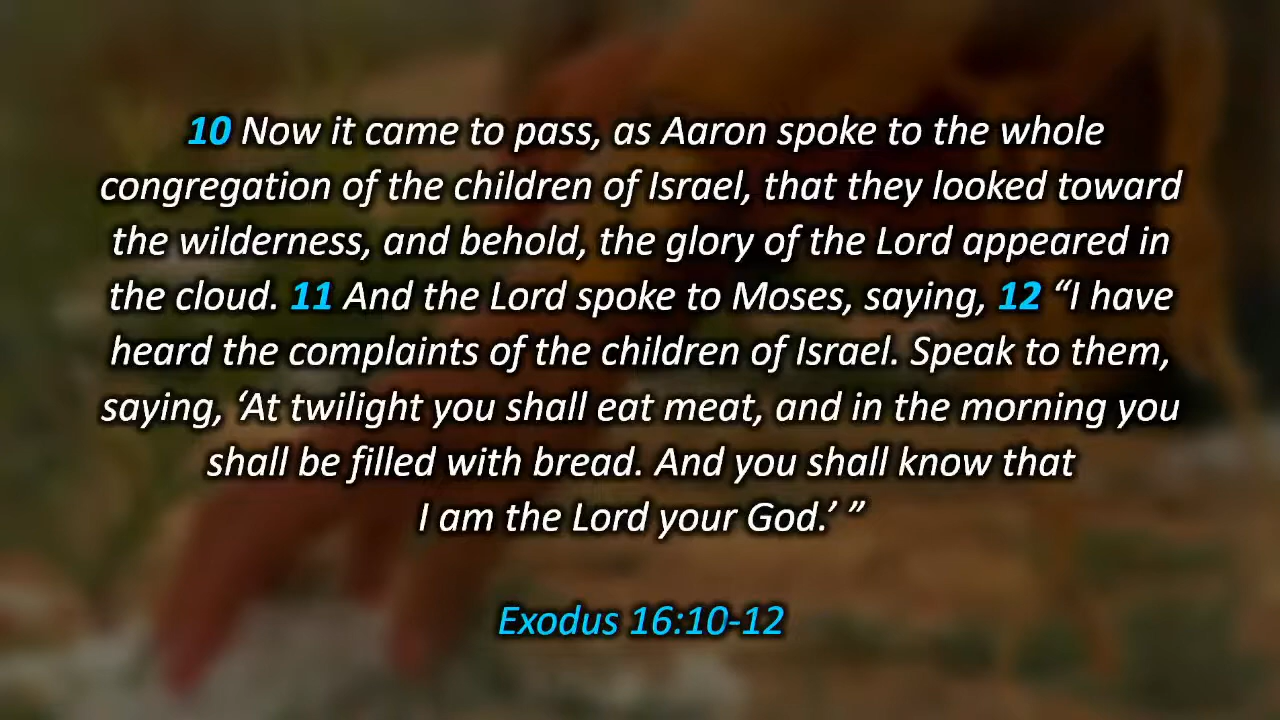 10 Now it came to pass, as Aaron spoke to the whole
congregation of the children of Israel, that they looked toward
the wilderness, and behold, the glory of the Lord appeared in
the cloud. 11 And the Lord spoke to Moses, saying, 12 “I have
heard the complaints of the children of Israel. Speak to them,
saying, ‘At twilight you shall eat meat, and in the morning you
shall be filled with bread. And you shall know that
I am the Lord your God.’ ”
Exodus 16:10-12